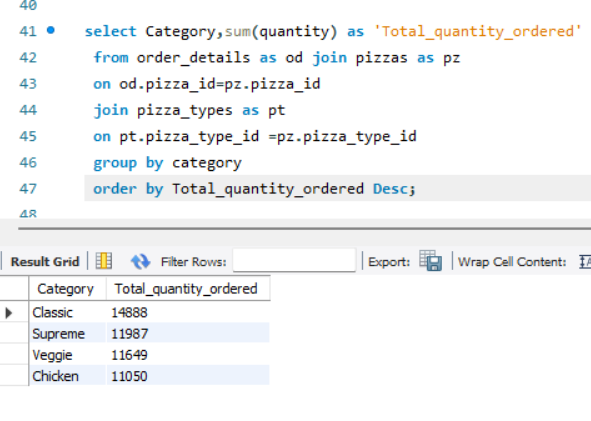 40
41 select Category,sum(quantity) as 'Total_quantity_ordered'
42 from order_details as od join pizzas as pz
43 on od.pizza_id=pz.pizza_id
44 join pizza_types as pt
45 on pt.pizza_type_id =pz.pizza_type_id
46 group by category
47 order by Total_quantity_ordered Desc;
48
Result Grid Filter Rows: Export: Wrap Cell Content:
Category Total_quantity_ordered
Classic 14888
Supreme 11987
Veggie 11649
Chicken 11050